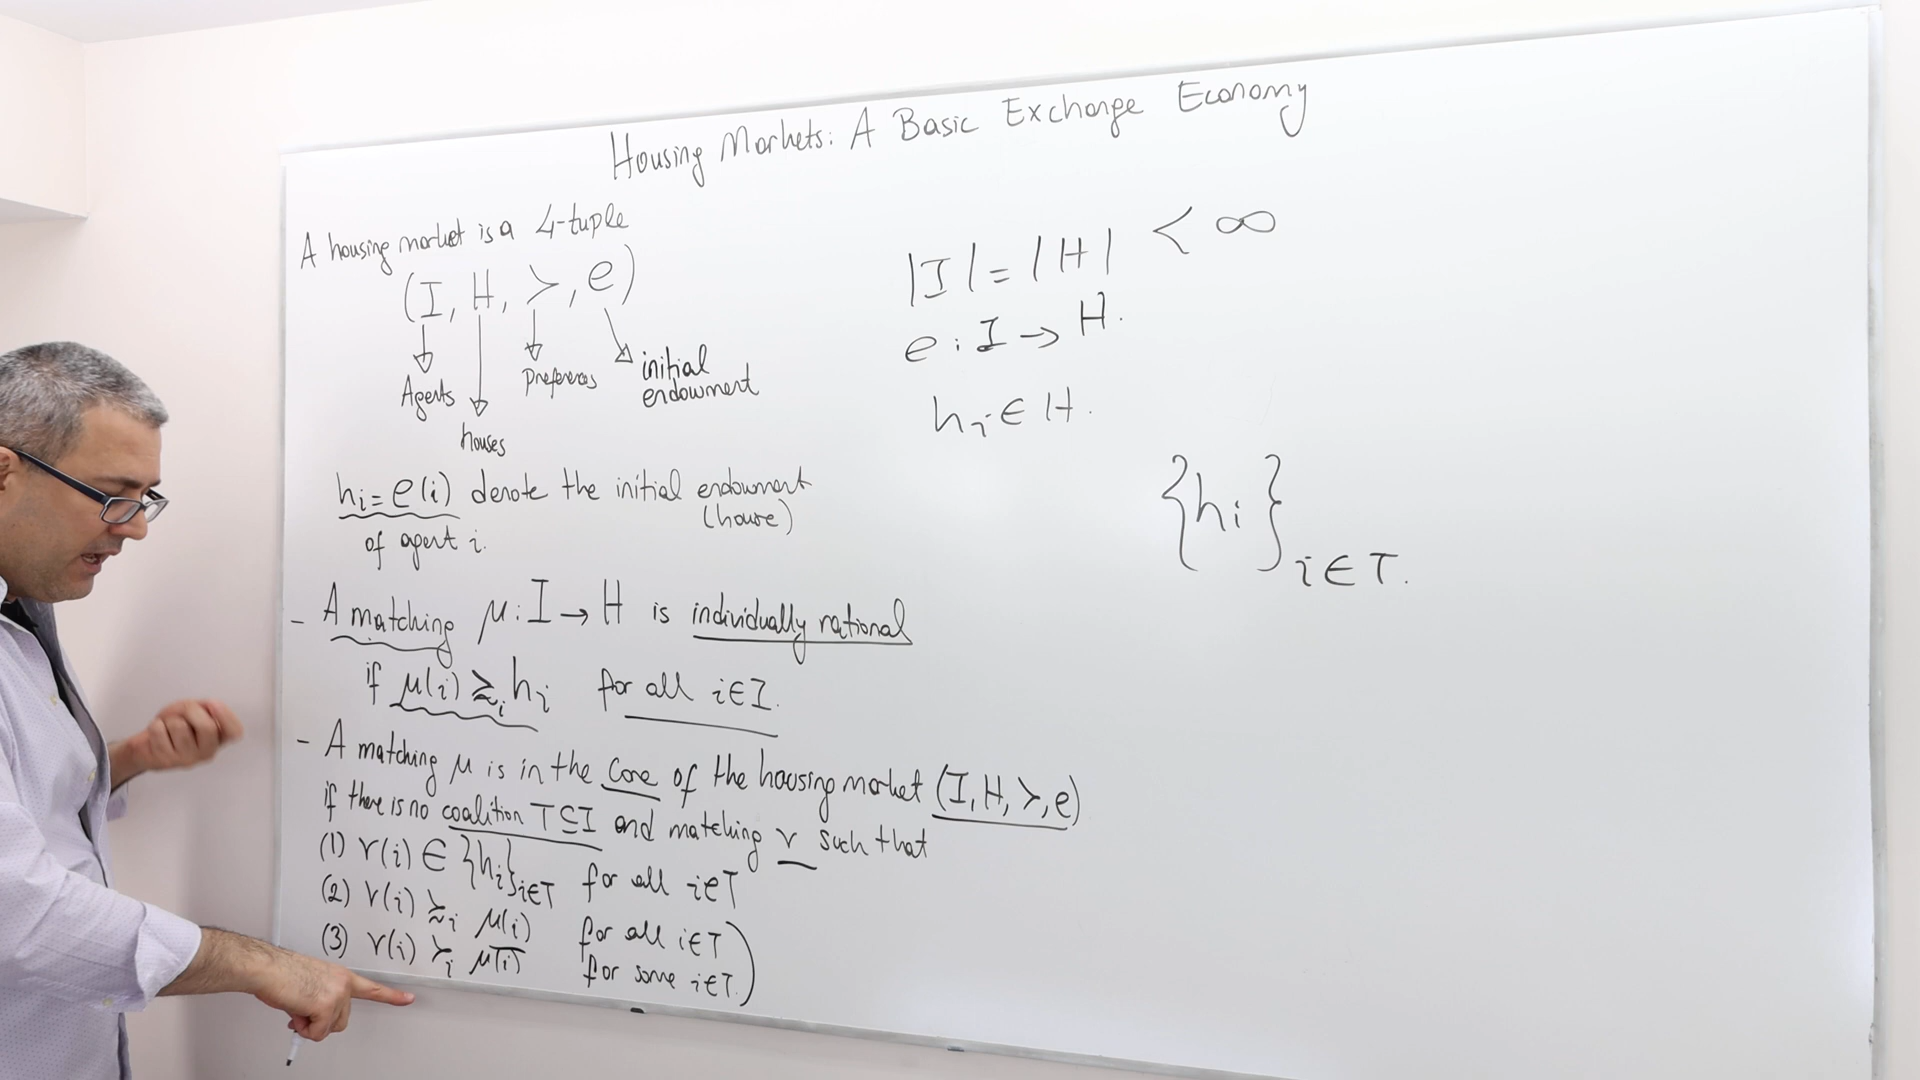 Housing Markets: A Basic Exchange Economy
A housing market is a 4-tuple
(I, H, ≻, e)
Agents
houses
Preferences
initial
endowment
hᵢ = e(i) denote the initial endowment
(house)
of agent i.
- A matching μ: I → H is individually rational
if μ(i) ≿ᵢ hᵢ for all i∈I.
- A matching μ is in the core of the housing market (I, H, ≻, e)
if there is no coalition T⊆I and matching ν such that
(1) ν(i) ∈ {hᵢ}i∈T for all i∈T
(2) ν(i) ≿ᵢ μ(i) for all i∈T
(3) ν(i) ≻ᵢ μ(i) for some i∈T.
|I| = |H| < ∞
e: I → H.
hᵢ ∈ H.
{hᵢ}i∈T.